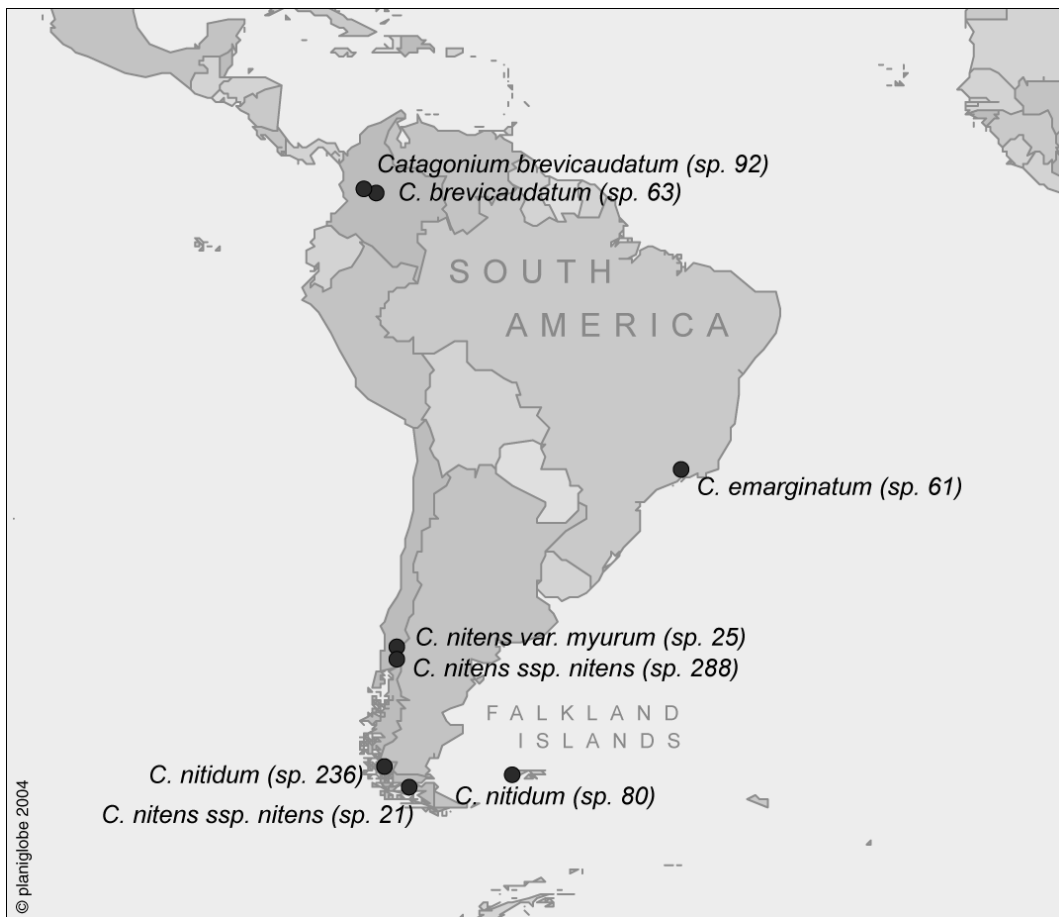 Catagonium brevicaudatum (sp. 92)
C. brevicaudatum (sp. 63)
SOUTH
AMERICA
C. emarginatum (sp. 61)
C. nitens var. myurum (sp. 25)
C. nitens ssp. nitens (sp. 288)
FALKLAND
ISLANDS
C. nitidum (sp. 236)
C. nitidum (sp. 80)
C. nitens ssp. nitens (sp. 21)
© planiglobe 2004